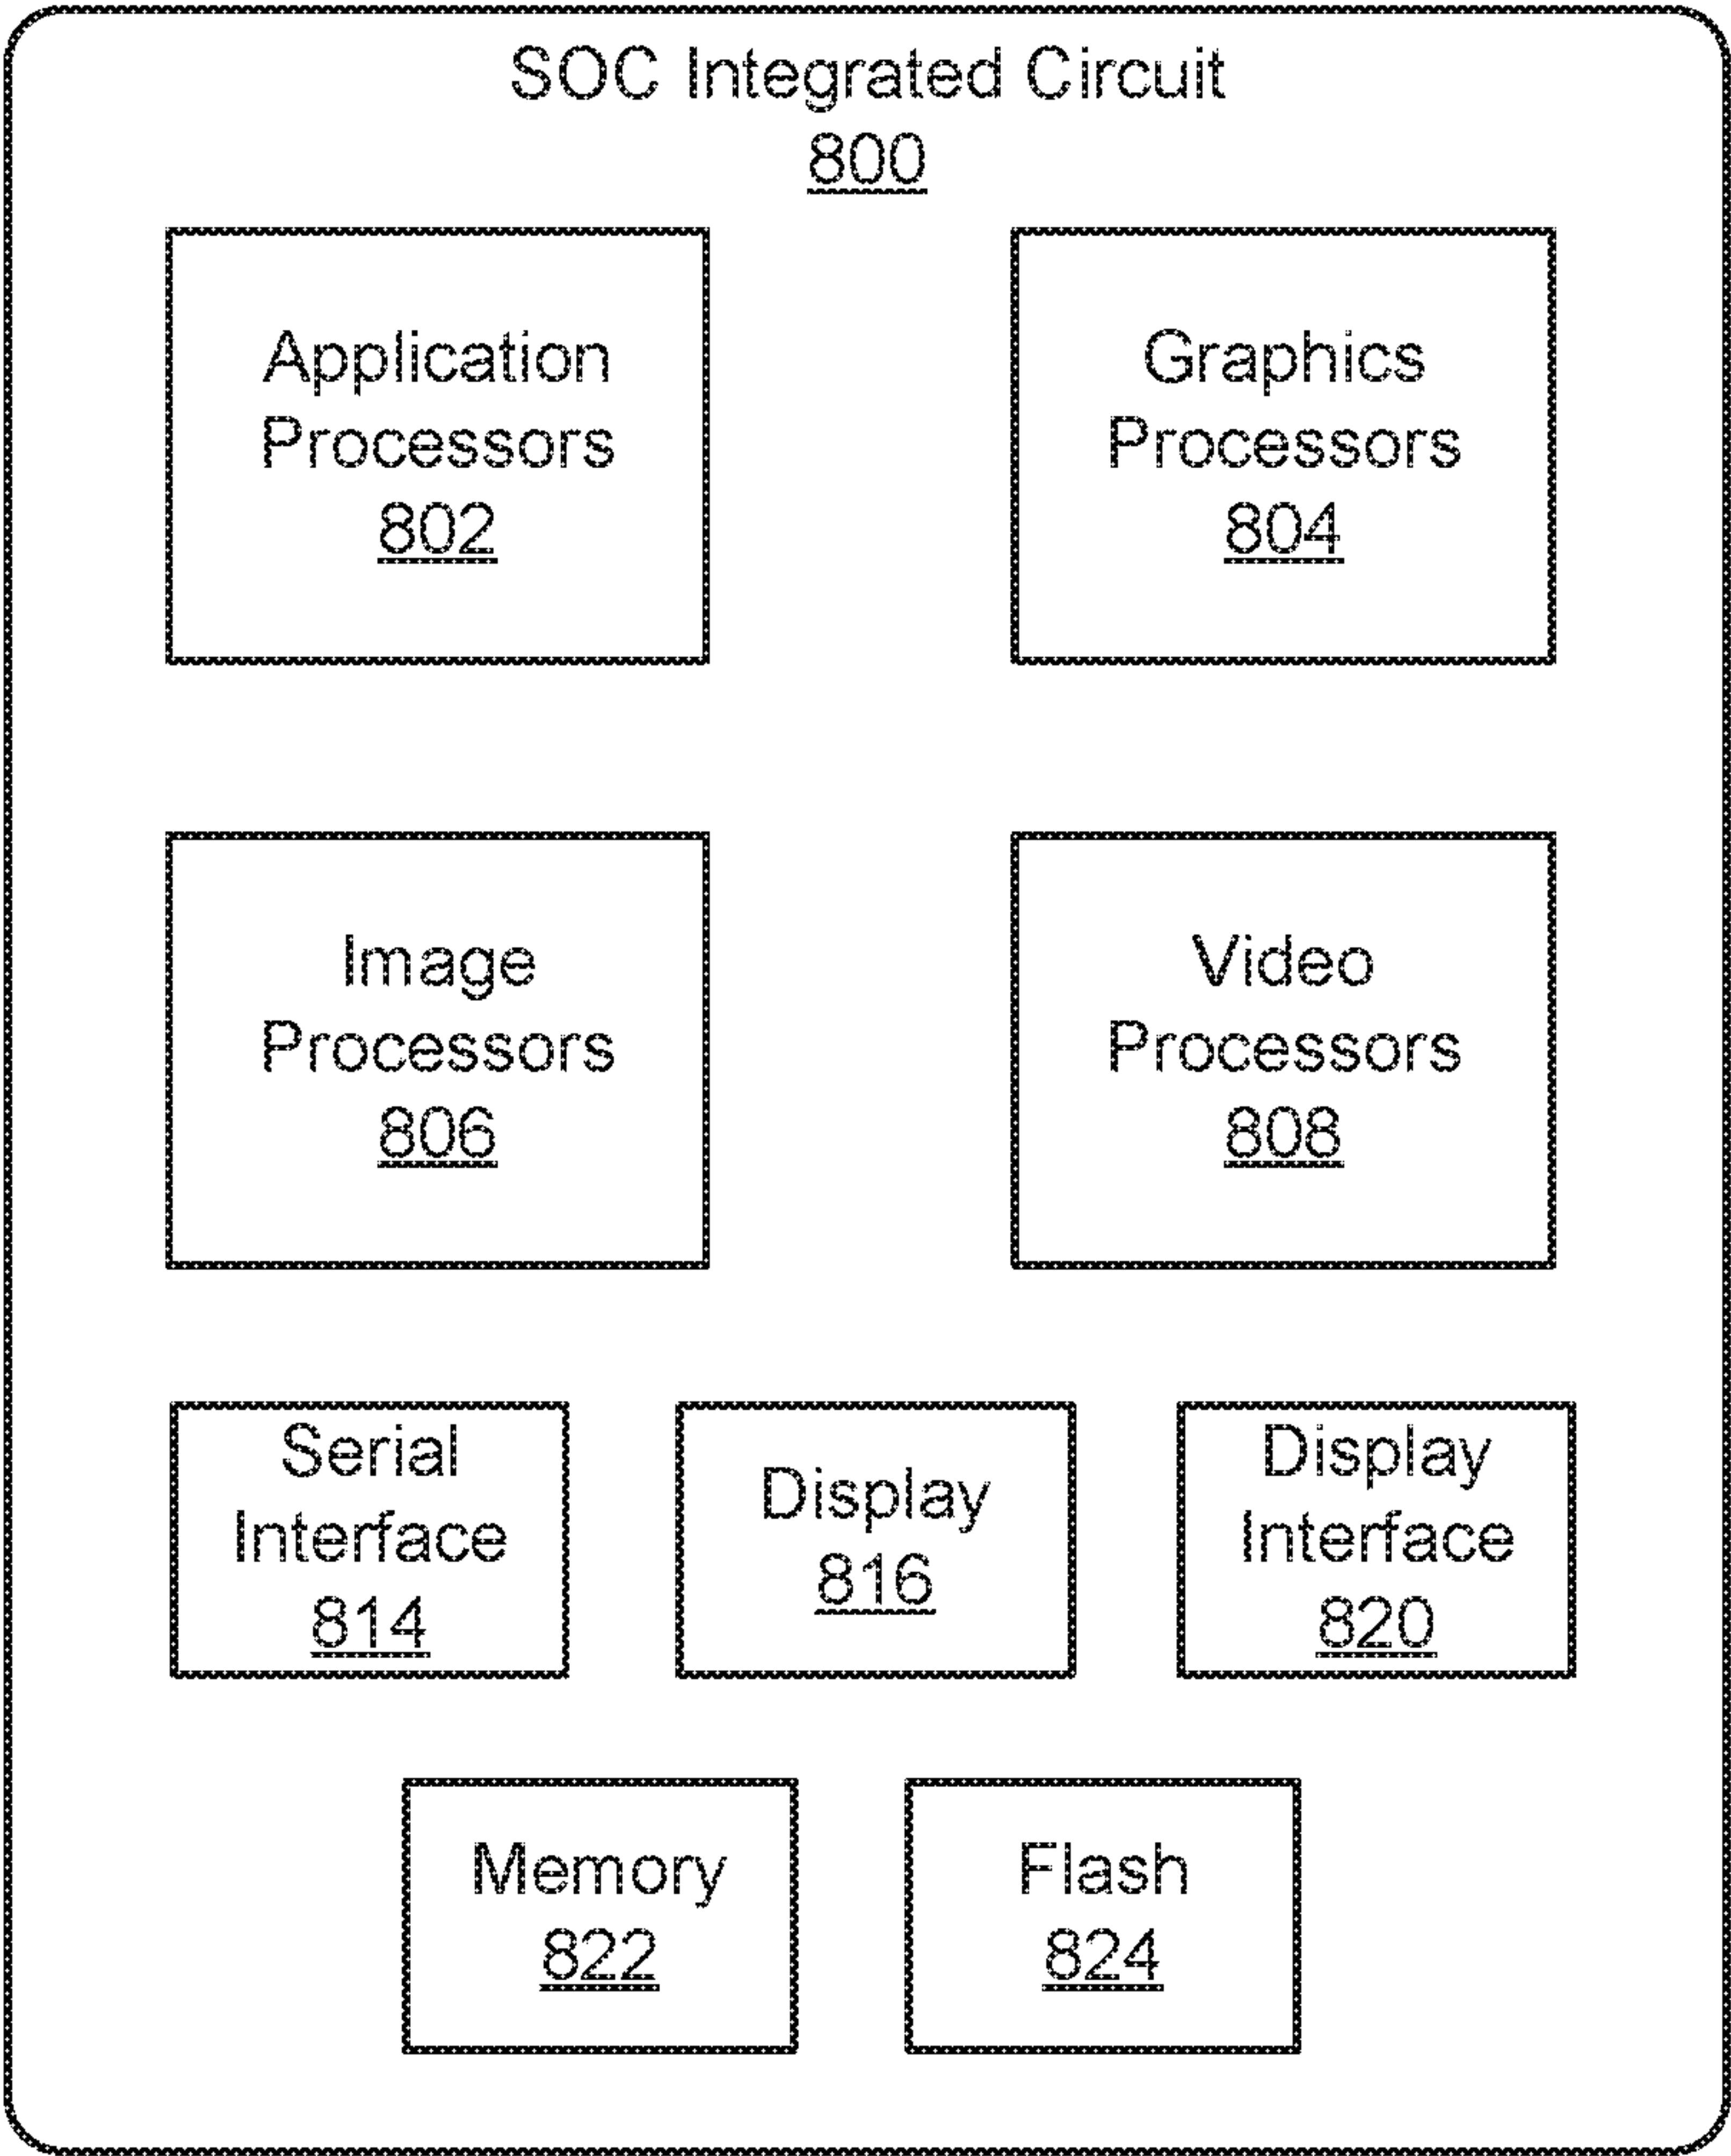 SOC Integrated Circuit
800
Application
Processors
802
Graphics
Processors
804
Image
Processors
806
Video
Processors
808
Serial
Interface
814
Display
816
Display
Interface
820
Memory
822
Flash
824